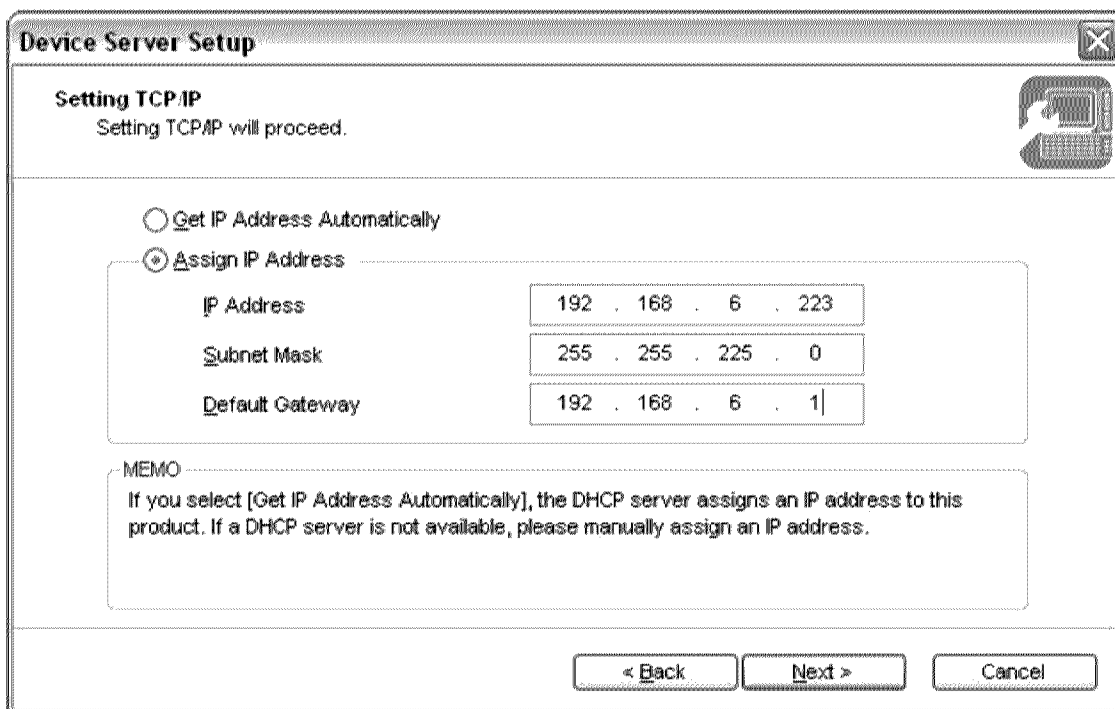 Device Server Setup
Setting TCP/IP
Setting TCP/IP will proceed.
Get IP Address Automatically
Assign IP Address
IP Address 192 . 168 . 6 . 223
Subnet Mask 255 . 255 . 225 . 0
Default Gateway 192 . 168 . 6 . 1
MEMO
If you select [Get IP Address Automatically], the DHCP server assigns an IP address to this
product. If a DHCP server is not available, please manually assign an IP address.
< Back Next > Cancel